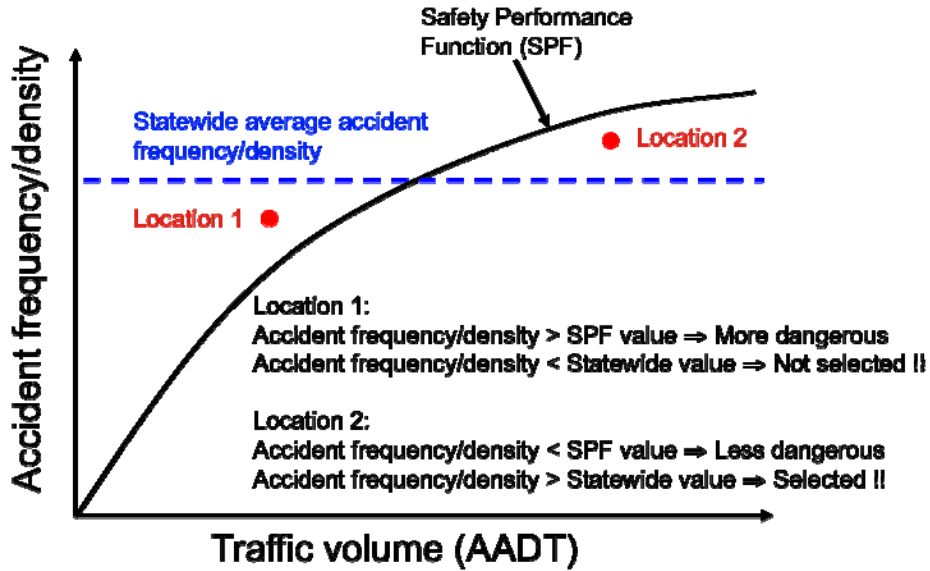 Safety Performance
Function (SPF)
Accident frequency/density
Statewide average accident
frequency/density
Location 2
Location 1
Location 1:
Accident frequency/density > SPF value ⇒ More dangerous
Accident frequency/density < Statewide value ⇒ Not selected !!
Location 2:
Accident frequency/density < SPF value ⇒ Less dangerous
Accident frequency/density > Statewide value ⇒ Selected !!
Traffic volume (AADT)